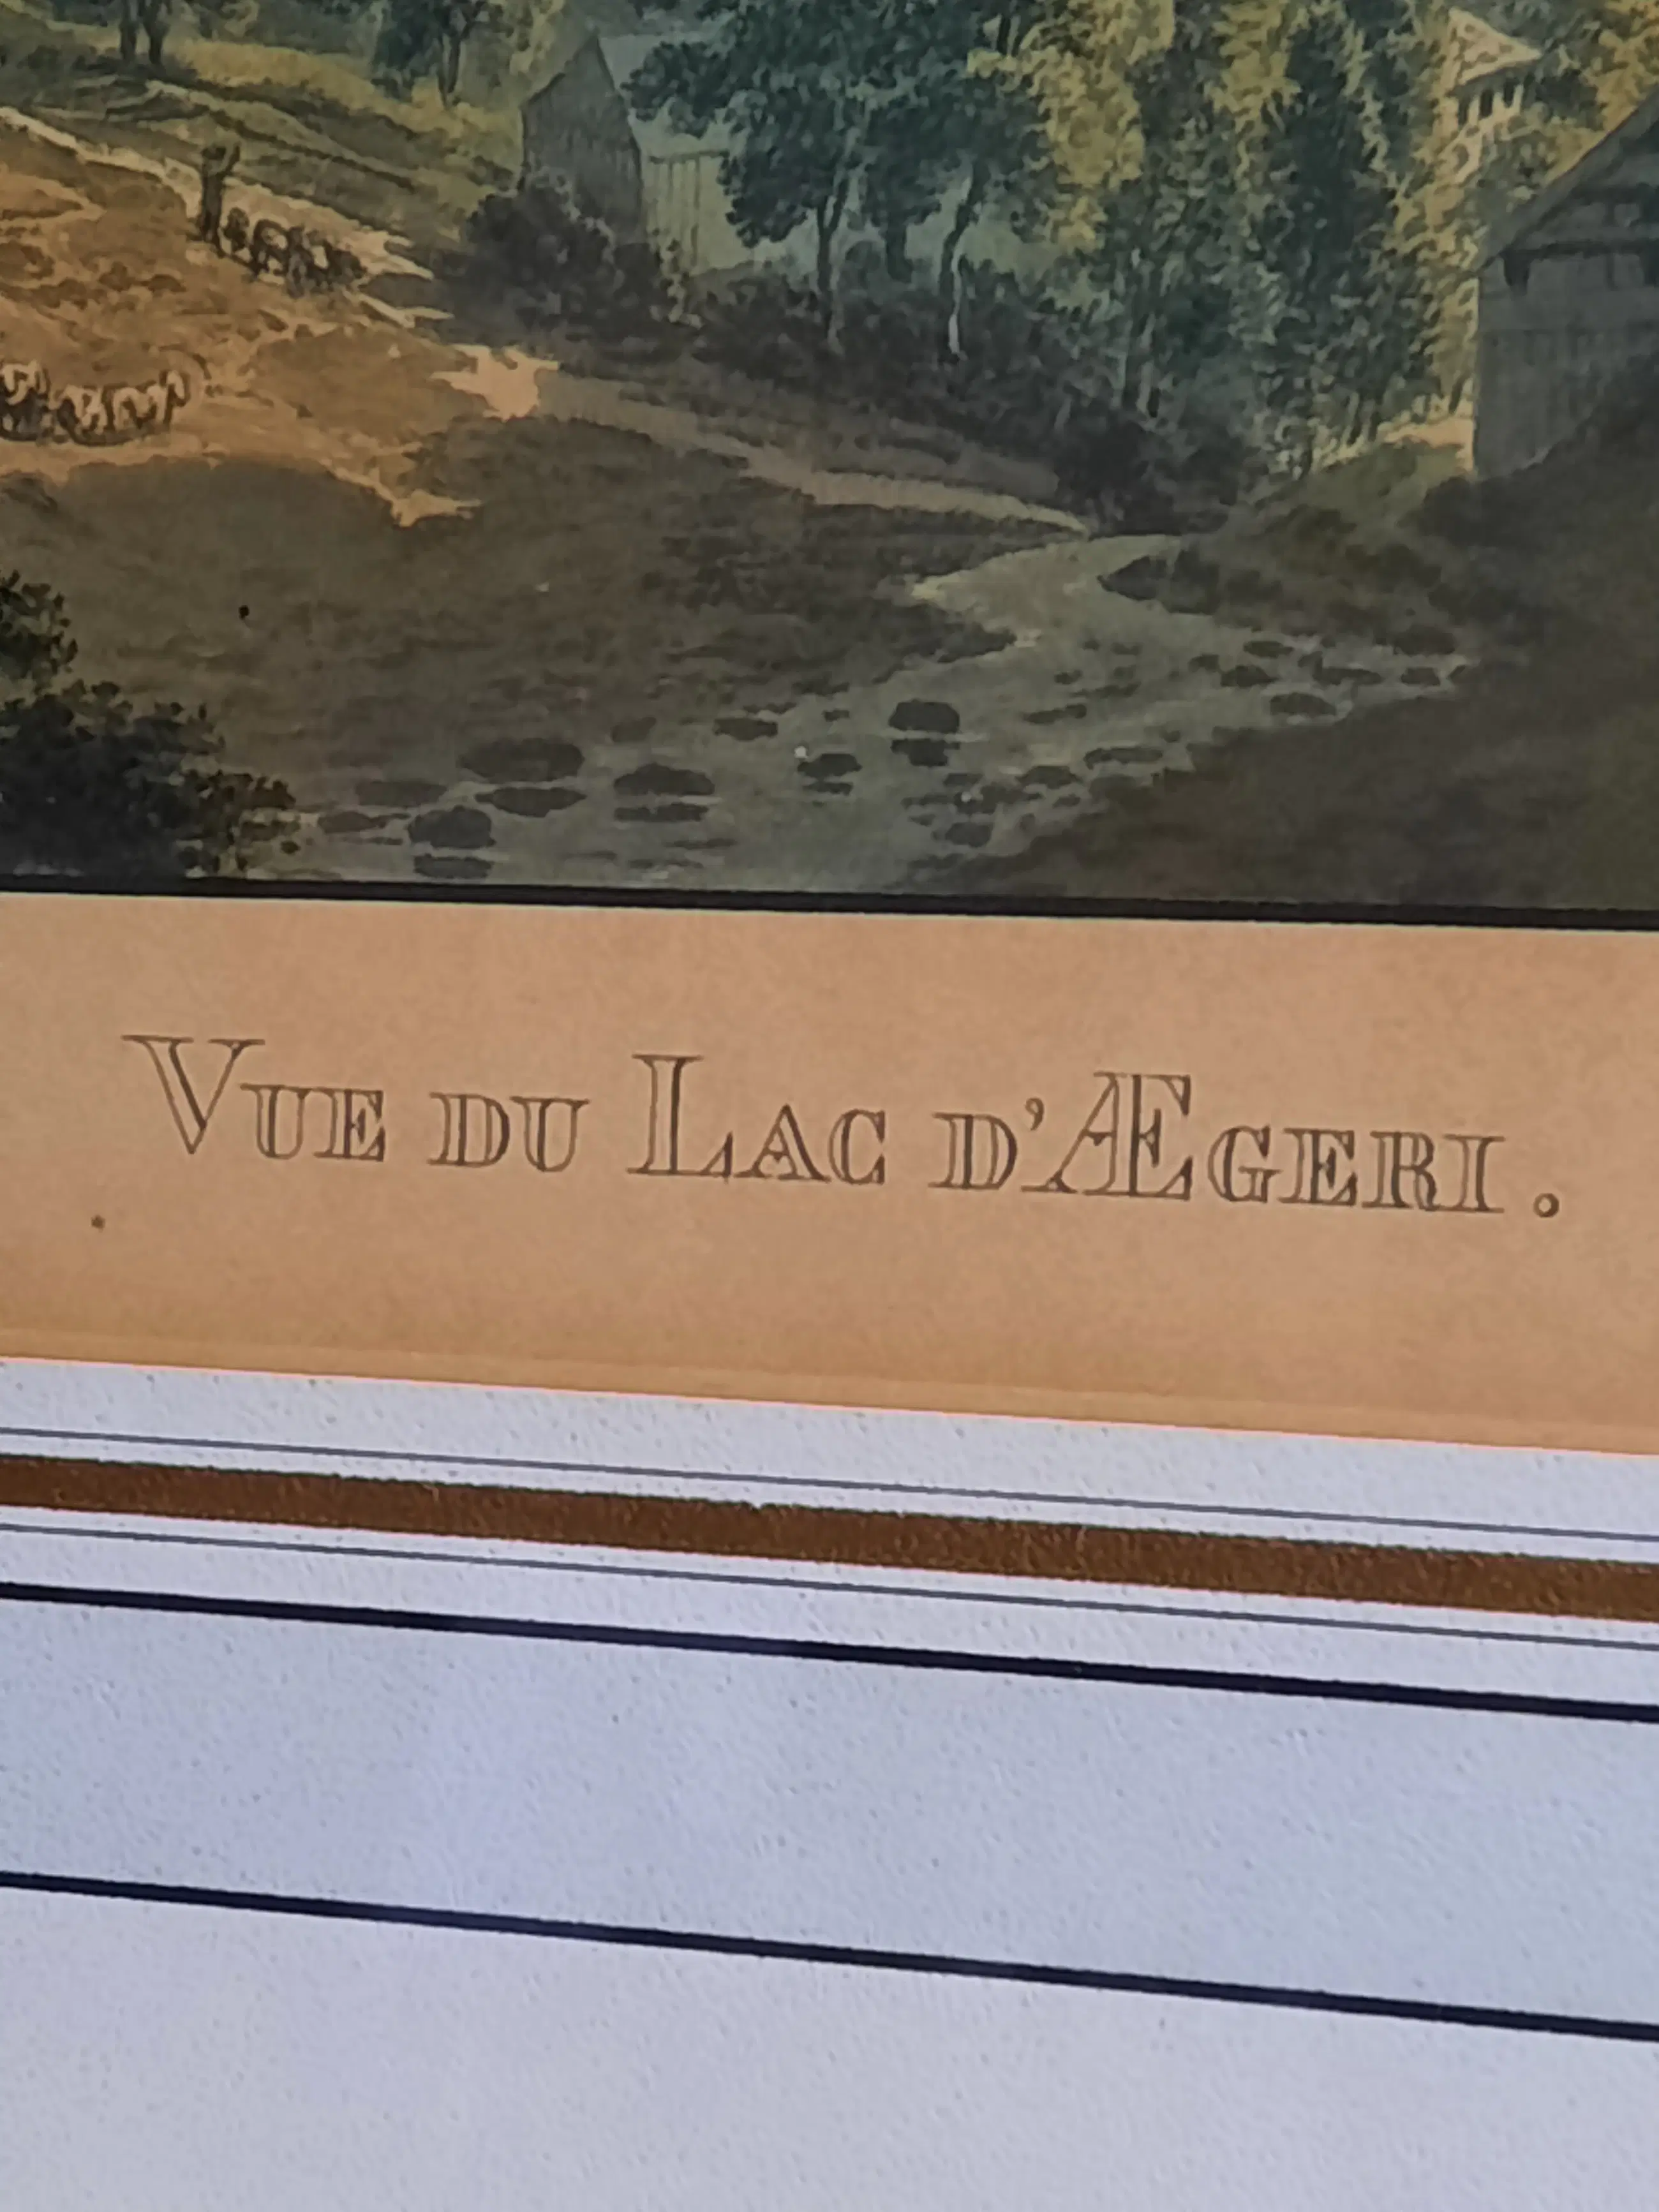 Vue du Lac d'Ægeri.